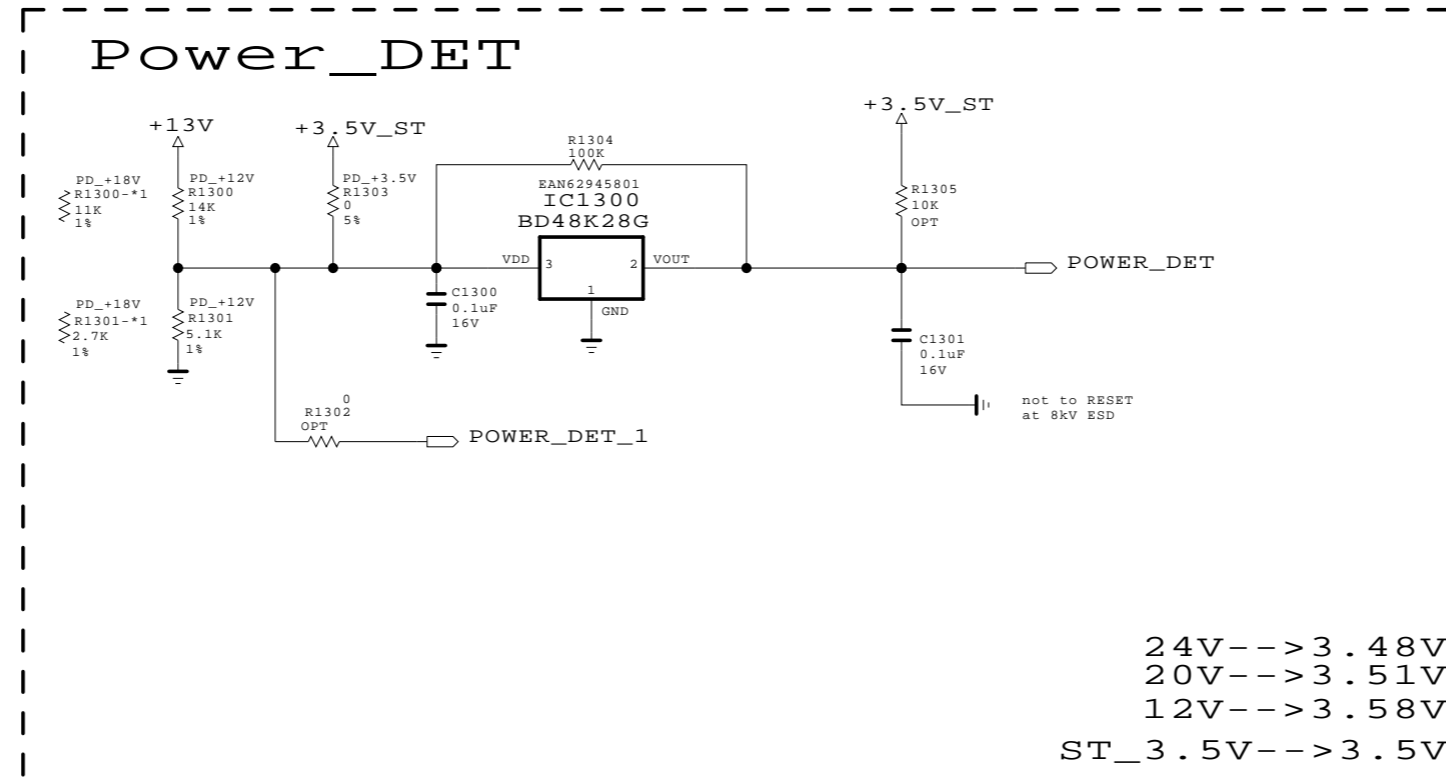 Power_DET
+13V
+3.5V_ST
+3.5V_ST
R1304
100K
PD_+18V
R1300-*1
11K
1%
PD_+12V
R1300
14K
1%
PD_+3.5V
R1303
0
5%
EAN62945801
IC1300
BD48K28G
R1305
10K
OPT
VDD
3
2
VOUT
1
GND
POWER_DET
PD_+18V
R1301-*1
2.7K
1%
PD_+12V
R1301
5.1K
1%
C1300
0.1uF
16V
C1301
0.1uF
16V
not to RESET
at 8kV ESD
0
R1302
OPT
POWER_DET_1
24V-->3.48V
20V-->3.51V
12V-->3.58V
ST_3.5V-->3.5V